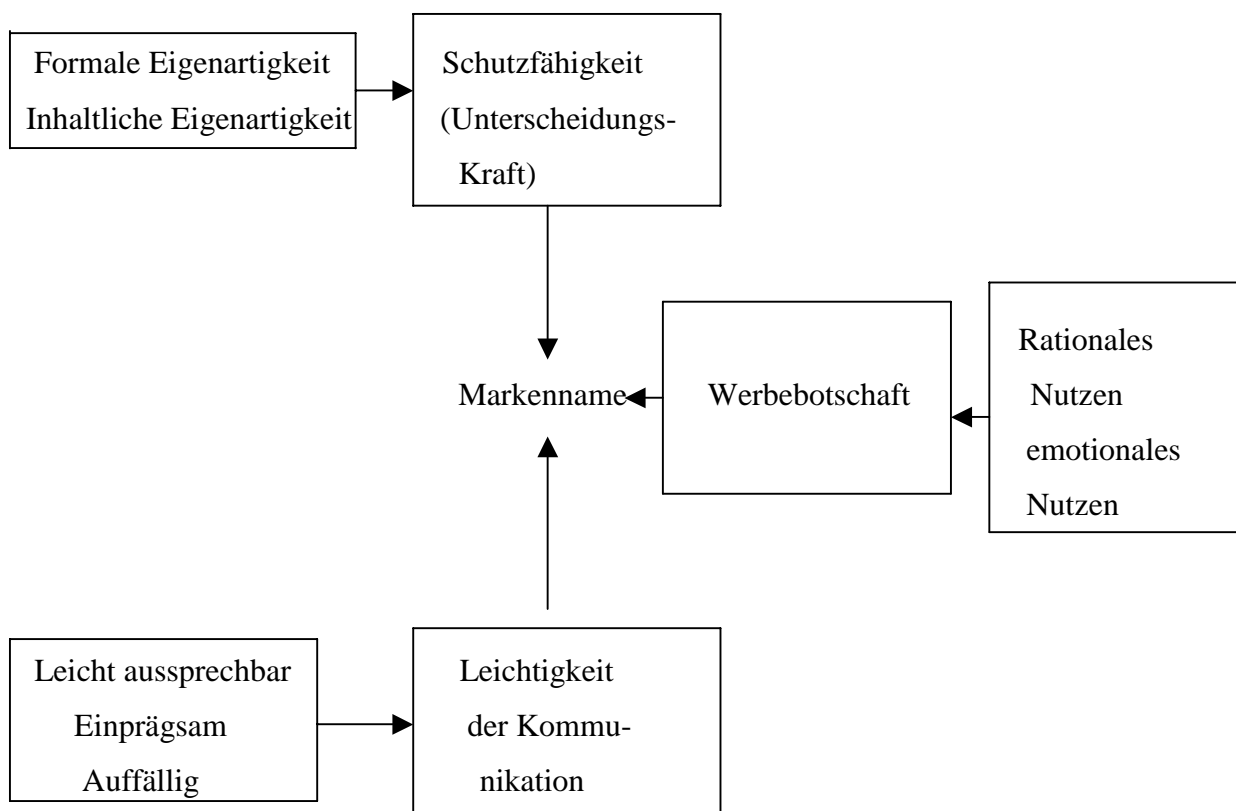 Formale Eigenartigkeit
Inhaltliche Eigenartigkeit
Schutzfähigkeit
(Unterscheidungs-
Kraft)
Markenname
Werbebotschaft
Rationales
Nutzen
emotionales
Nutzen
Leicht aussprechbar
Einprägsam
Auffällig
Leichtigkeit
der Kommu-
nikation